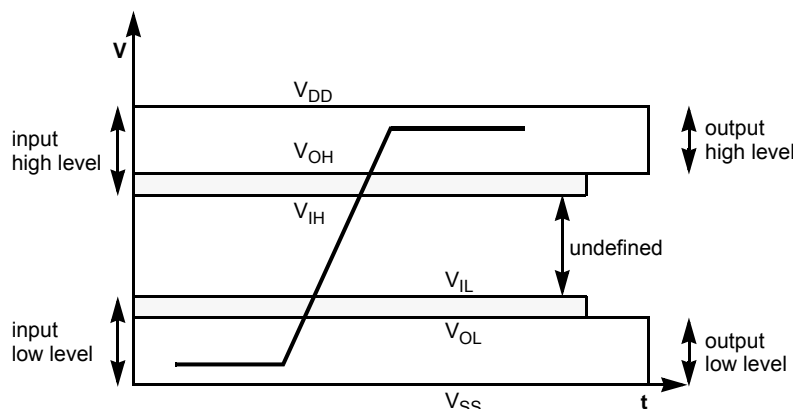 V
V_DD
input
high level
V_OH
output
high level
V_IH
undefined
V_IL
input
low level
V_OL
output
low level
V_SS
t